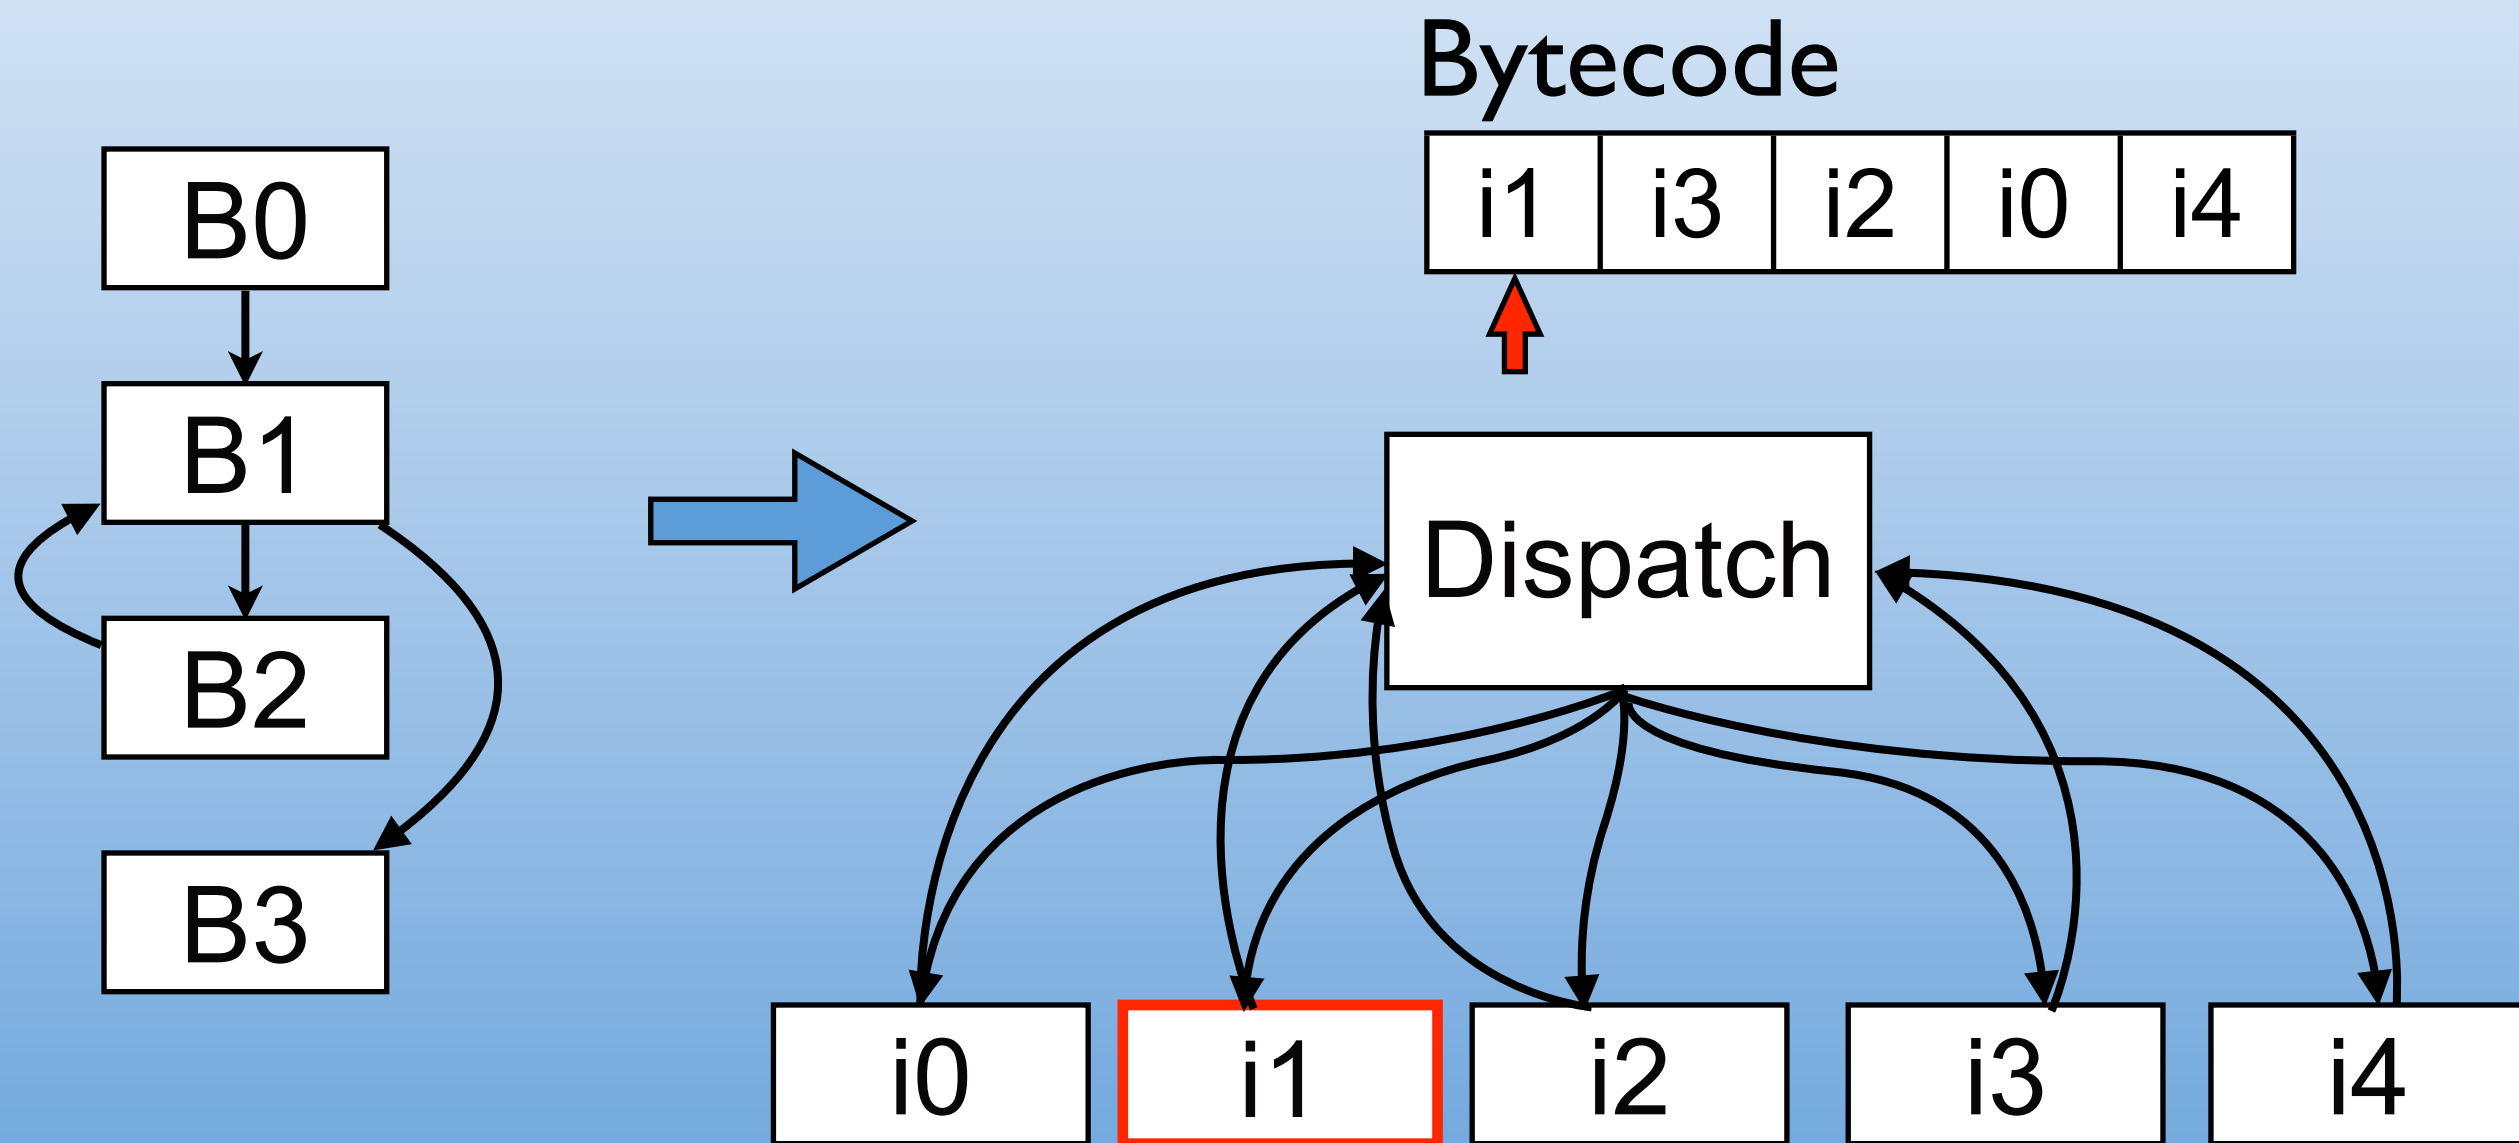 Bytecode
i1 i3 i2 i0 i4
B0
B1
B2
B3
Dispatch
i0 i1 i2 i3 i4